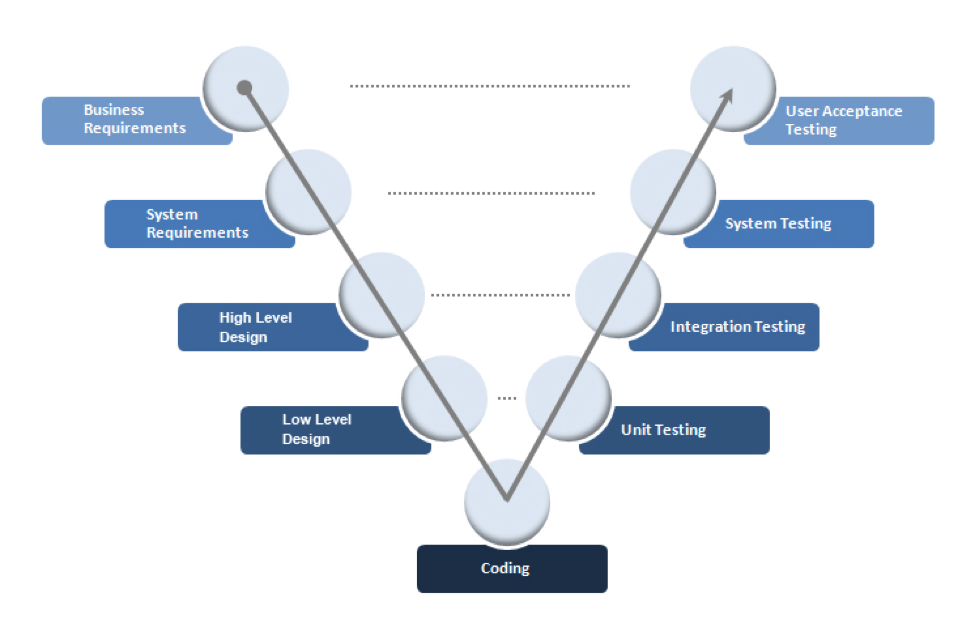 Business
Requirements
User Acceptance
Testing
System
Requirements
System Testing
High Level
Design
Integration Testing
Low Level
Design
Unit Testing
Coding